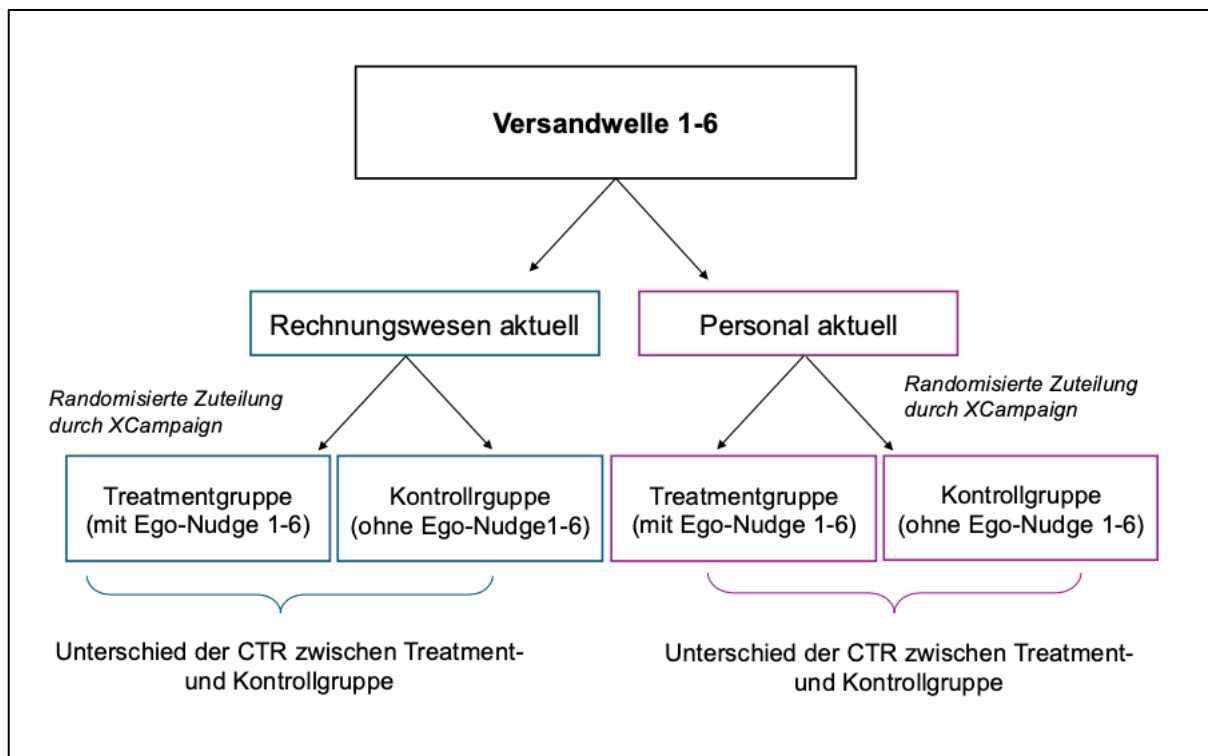 Versandwelle 1-6
Rechnungswesen aktuell
Personal aktuell
Randomisierte Zuteilung
durch XCampaign
Randomisierte Zuteilung
durch XCampaign
Treatmentgruppe
(mit Ego-Nudge 1-6)
Kontrollrguppe
(ohne Ego-Nudge1-6)
Treatmentgruppe
(mit Ego-Nudge 1-6)
Kontrollgruppe
(ohne Ego-Nudge 1-6)
Unterschied der CTR zwischen Treatment-
und Kontrollgruppe
Unterschied der CTR zwischen Treatment-
und Kontrollgruppe